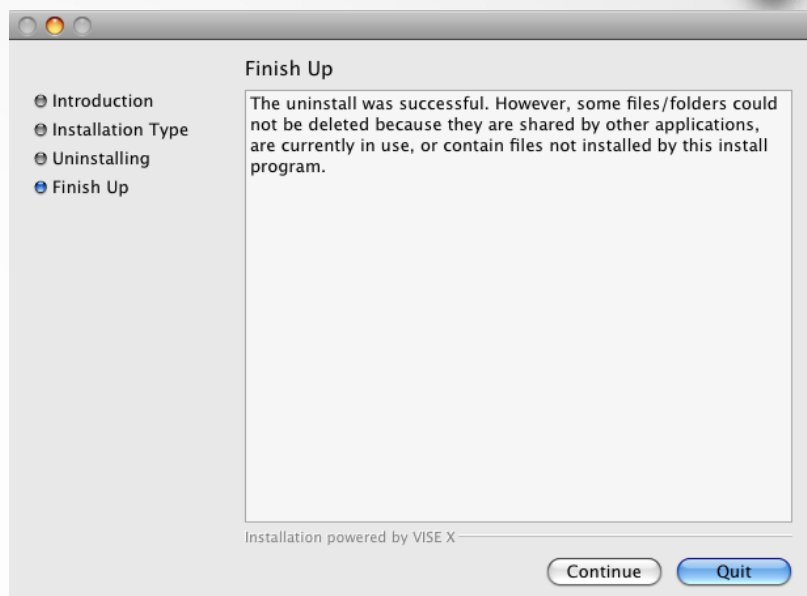 Finish Up
Introduction
Installation Type
Uninstalling
Finish Up
The uninstall was successful. However, some files/folders could
not be deleted because they are shared by other applications,
are currently in use, or contain files not installed by this install
program.
Installation powered by VISE X
Continue
Quit